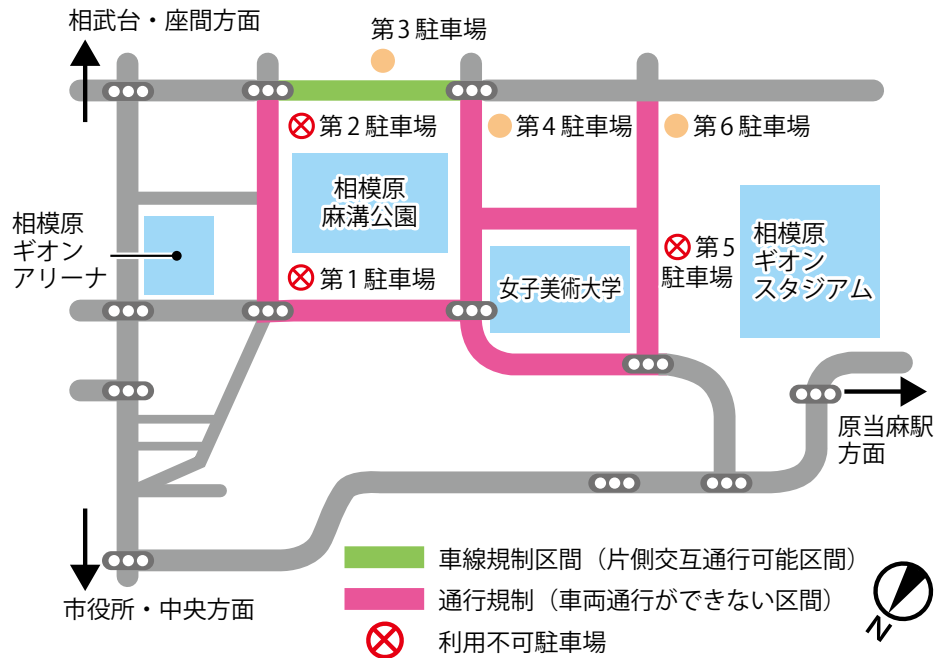 相武台・座間方面
第3駐車場
第2駐車場
第4駐車場
第6駐車場
相模原
麻溝公園
相模原
ギオン
アリーナ
第1駐車場
女子美術大学
第5
駐車場
相模原
ギオン
スタジアム
原当麻駅
方面
市役所・中央方面
車線規制区間（片側交互通行可能区間）
通行規制（車両通行ができない区間）
利用不可駐車場
N